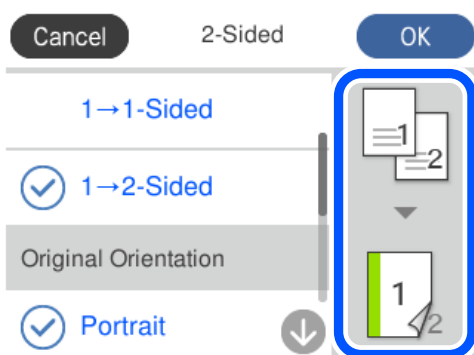 Cancel 2-Sided OK
1→1-Sided
1→2-Sided
Original Orientation
Portrait
1
2
1
2